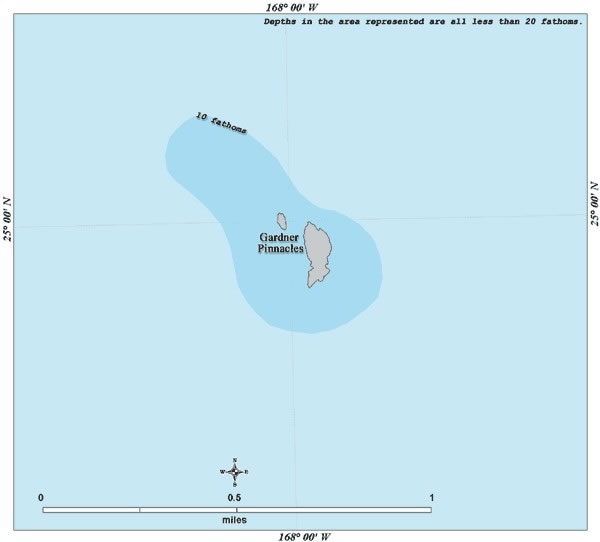 168° 00' W
Depths in the area represented are all less than 20 fathoms.
10 fathoms
25° 00' N
25° 00' N
Gardner
Pinnacles
N
W E
S
0 0.5 1
miles
168° 00' W